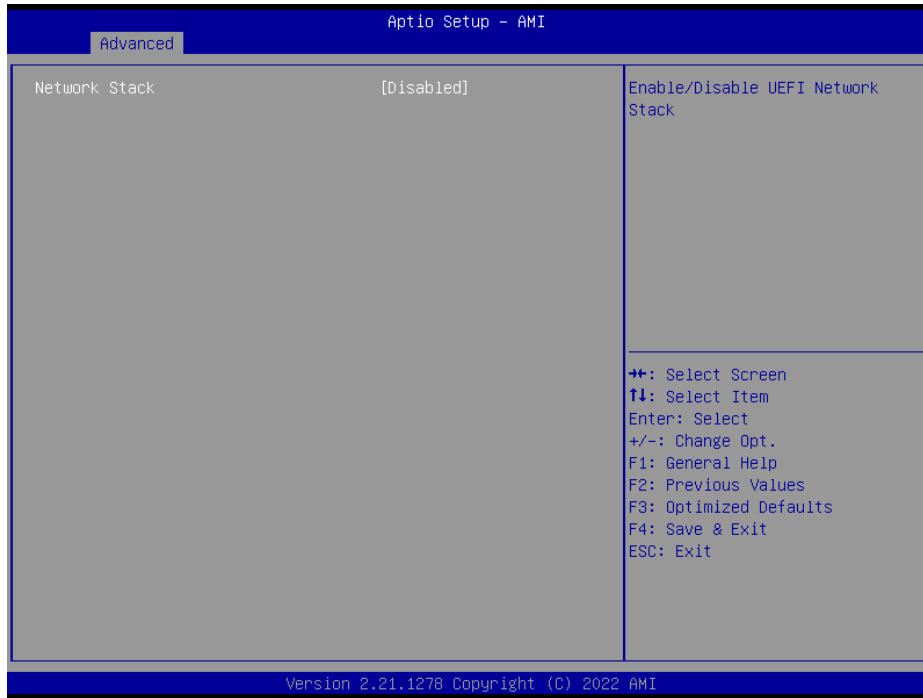 Aptio Setup – AMI
Advanced
Network Stack [Disabled]
Enable/Disable UEFI Network
Stack
→←: Select Screen
↑↓: Select Item
Enter: Select
+/-: Change Opt.
F1: General Help
F2: Previous Values
F3: Optimized Defaults
F4: Save & Exit
ESC: Exit
Version 2.21.1278 Copyright (C) 2022 AMI